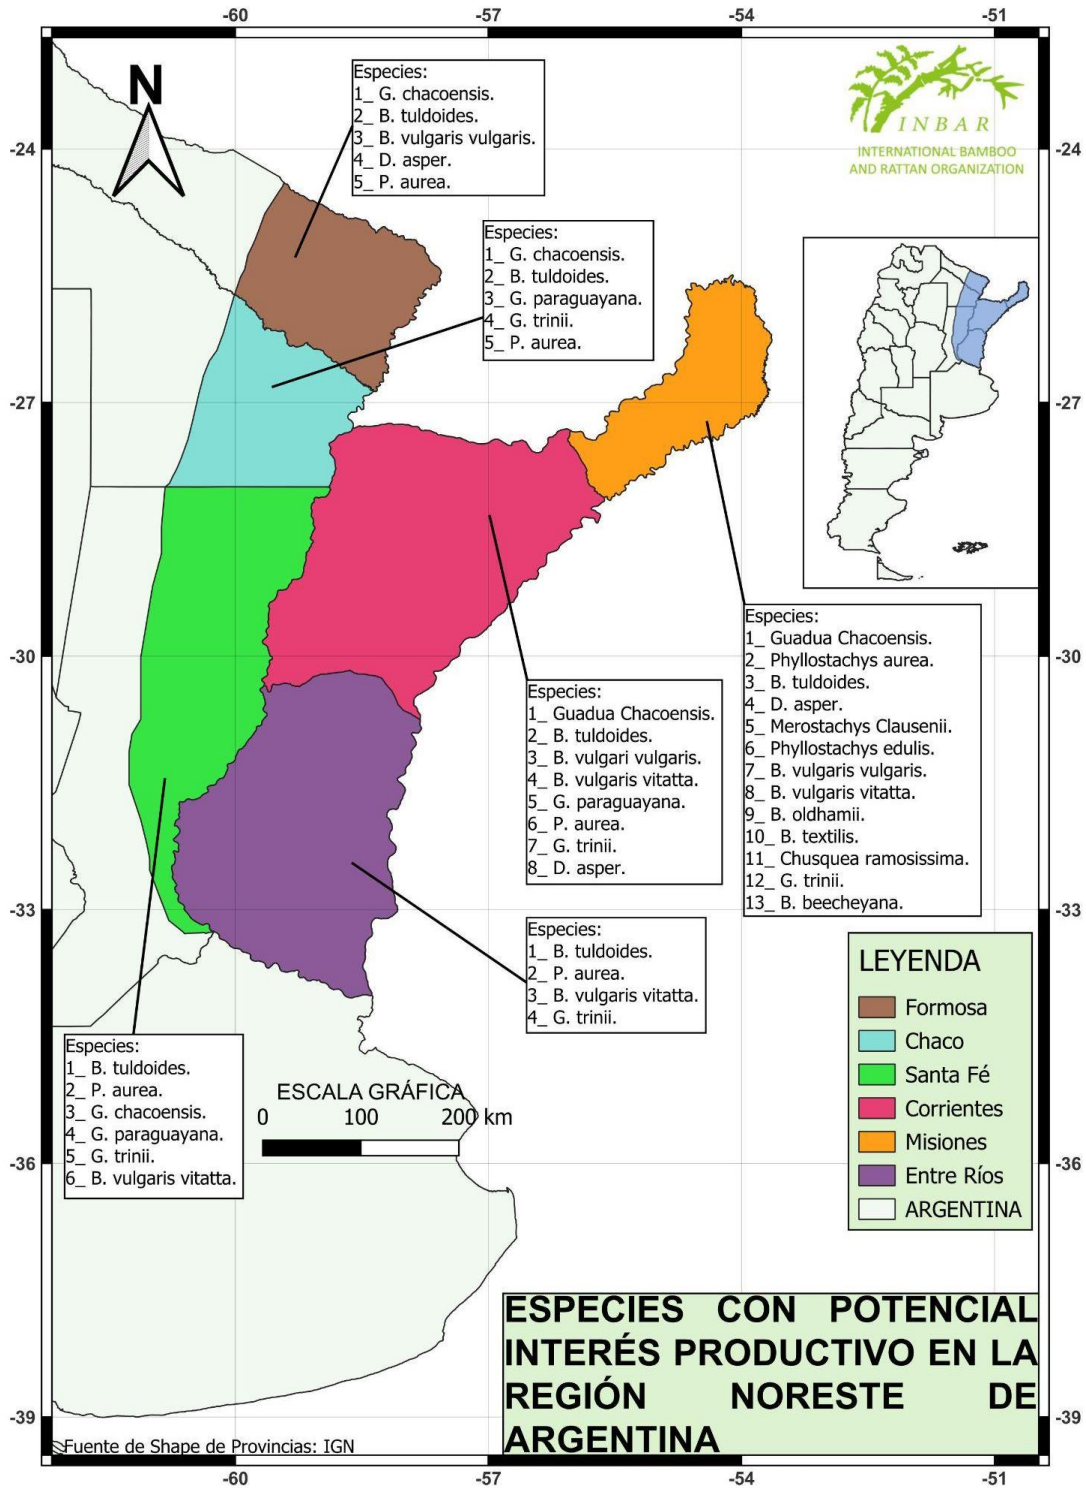 -60 -57 -54 -51
N
Especies:
1_ G. chacoensis.
2_ B. tuldoides.
3_ B. vulgaris vulgaris.
4_ D. asper.
5_ P. aurea.
INBAR
INTERNATIONAL BAMBOO
AND RATTAN ORGANIZATION
-24 -24
Especies:
1_ G. chacoensis.
2_ B. tuldoides.
3_ G. paraguayana.
4_ G. trinii.
5_ P. aurea.
-27 -27
Especies:
1_ Guadua Chacoensis.
2_ Phyllostachys aurea.
3_ B. tuldoides.
4_ D. asper.
5_ Merostachys Clausenii.
6_ Phyllostachys edulis.
7_ B. vulgaris vulgaris.
8_ B. vulgaris vitatta.
9_ B. oldhamii.
10_ B. textilis.
11_ Chusquea ramosissima.
12_ G. trinii.
13_ B. beecheyana.
-30 -30
Especies:
1_ Guadua Chacoensis.
2_ B. tuldoides.
3_ B. vulgari vulgaris.
4_ B. vulgaris vitatta.
5_ G. paraguayana.
6_ P. aurea.
7_ G. trinii.
8_ D. asper.
-33 -33
Especies:
1_ B. tuldoides.
2_ P. aurea.
3_ B. vulgaris vitatta.
4_ G. trinii.
LEYENDA
Formosa
Chaco
Santa Fé
Corrientes
Misiones
Entre Ríos
ARGENTINA
Especies:
1_ B. tuldoides.
2_ P. aurea.
3_ G. chacoensis.
4_ G. paraguayana.
5_ G. trinii.
6_ B. vulgaris vitatta.
ESCALA GRÁFICA
0 100 200 km
-36 -36
ESPECIES CON POTENCIAL
INTERÉS PRODUCTIVO EN LA
REGIÓN NORESTE DE
ARGENTINA
-39 -39
Fuente de Shape de Provincias: IGN
-60 -57 -54 -51